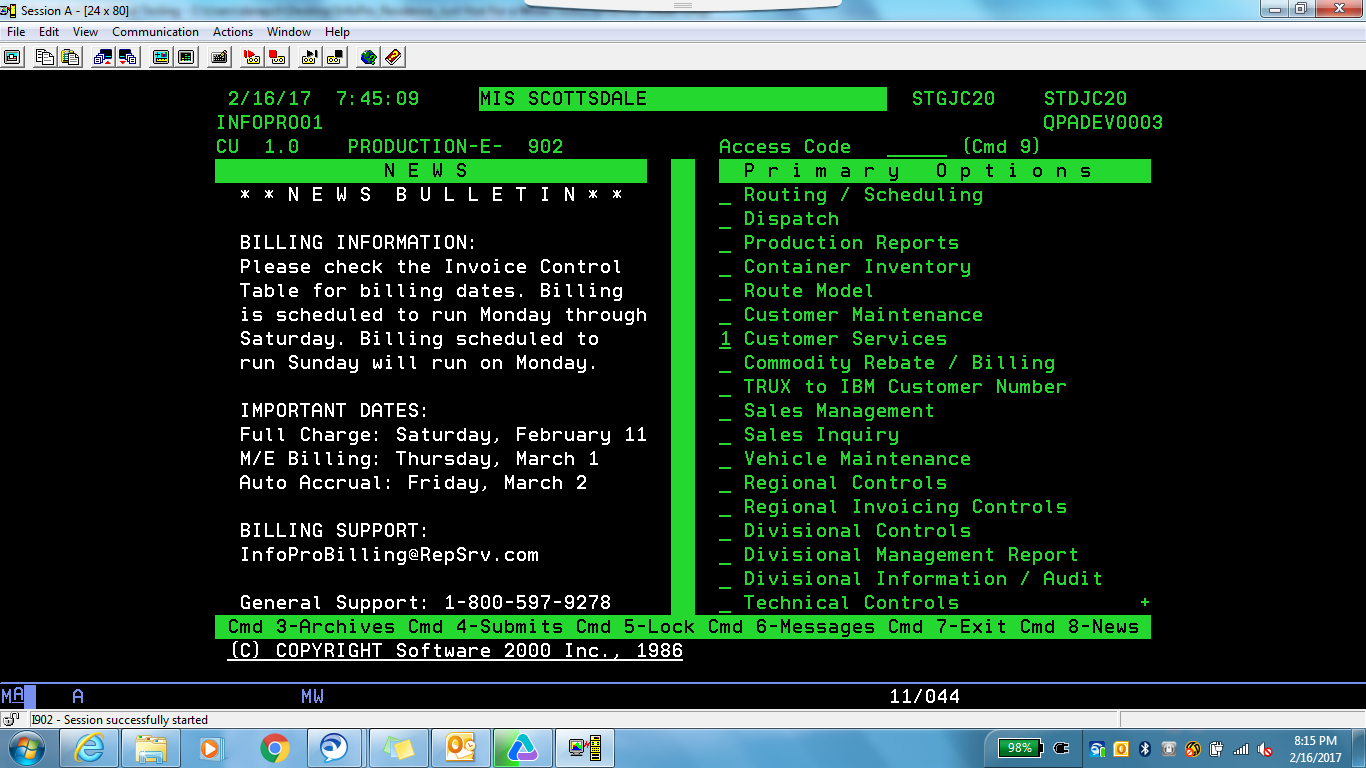 Session A - [24 x 80]
File Edit View Communication Actions Window Help
2/16/17 7:45:09 MIS SCOTTSDALE STGJC20 STDJC20
INFOPRO01 QPADEV0003
CU 1.0 PRODUCTION-E- 902 Access Code ______ (Cmd 9)
N E W S
* * N E W S B U L L E T I N * *
BILLING INFORMATION:
Please check the Invoice Control
Table for billing dates. Billing
is scheduled to run Monday through
Saturday. Billing scheduled to
run Sunday will run on Monday.
IMPORTANT DATES:
Full Charge: Saturday, February 11
M/E Billing: Thursday, March 1
Auto Accrual: Friday, March 2
BILLING SUPPORT:
InfoProBilling@RepSrv.com
General Support: 1-800-597-9278
P r i m a r y O p t i o n s
_ Routing / Scheduling
_ Dispatch
_ Production Reports
_ Container Inventory
_ Route Model
_ Customer Maintenance
1 Customer Services
_ Commodity Rebate / Billing
_ TRUX to IBM Customer Number
_ Sales Management
_ Sales Inquiry
_ Vehicle Maintenance
_ Regional Controls
_ Regional Invoicing Controls
_ Divisional Controls
_ Divisional Management Report
_ Divisional Information / Audit
_ Technical Controls +
Cmd 3-Archives Cmd 4-Submits Cmd 5-Lock Cmd 6-Messages Cmd 7-Exit Cmd 8-News
(C) COPYRIGHT Software 2000 Inc., 1986
MA A MW 11/044
I902 - Session successfully started
98%
8:15 PM
2/16/2017